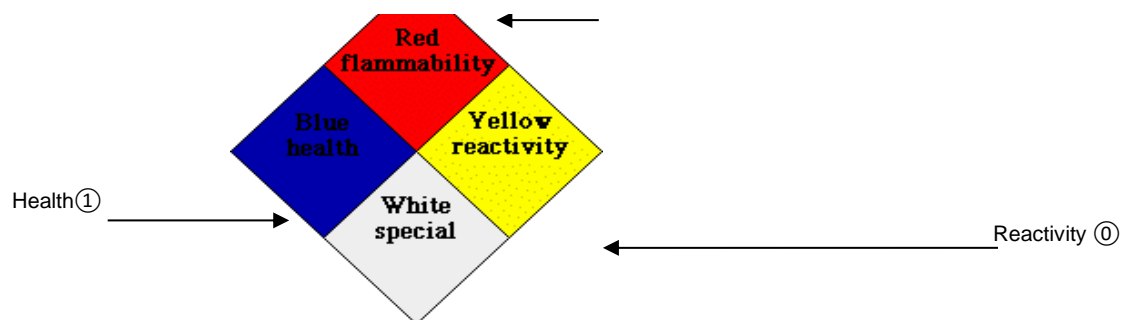 Red
flammability
Blue
health
Yellow
reactivity
Health①
White
special
Reactivity ⓪